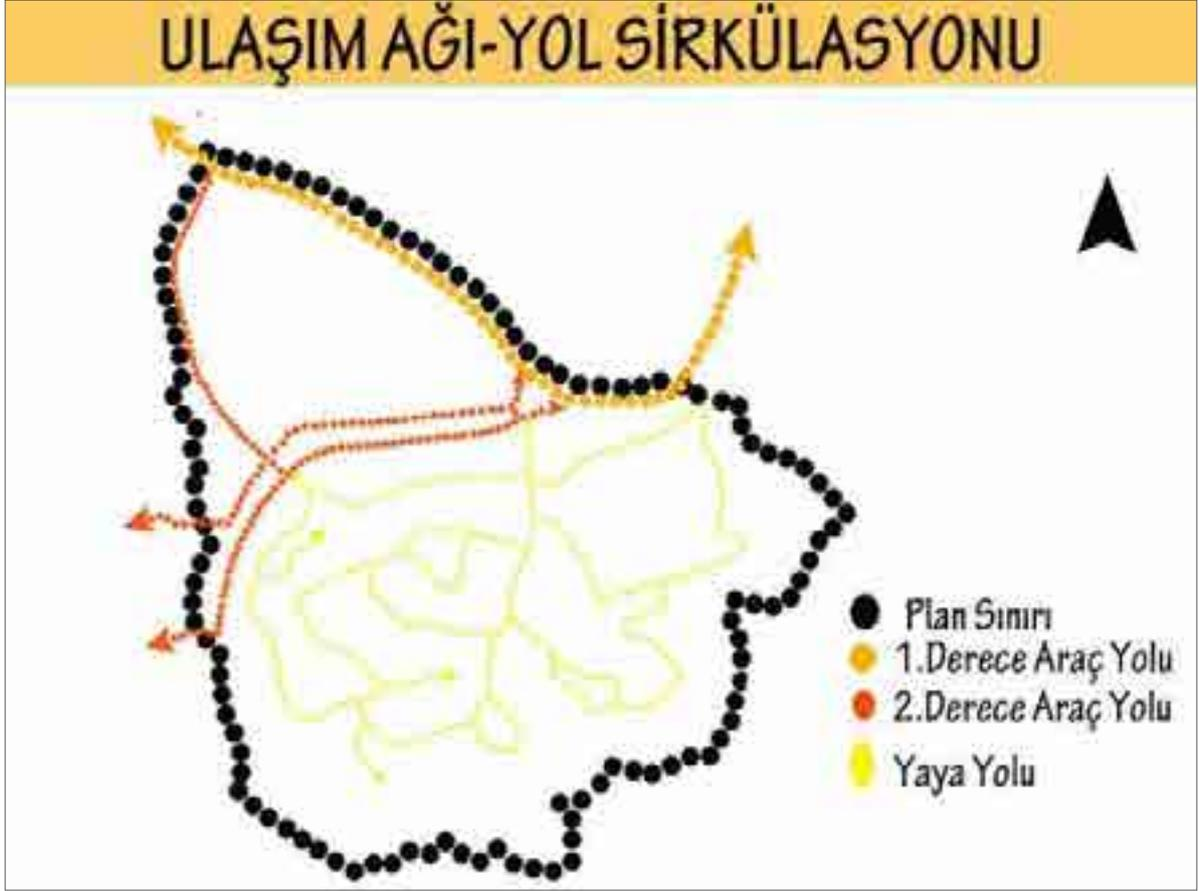 ULAŞIM AĞI-YOL SİRKÜLASYONU
Plan Sınırı
1.Derece Araç Yolu
2.Derece Araç Yolu
Yaya Yolu